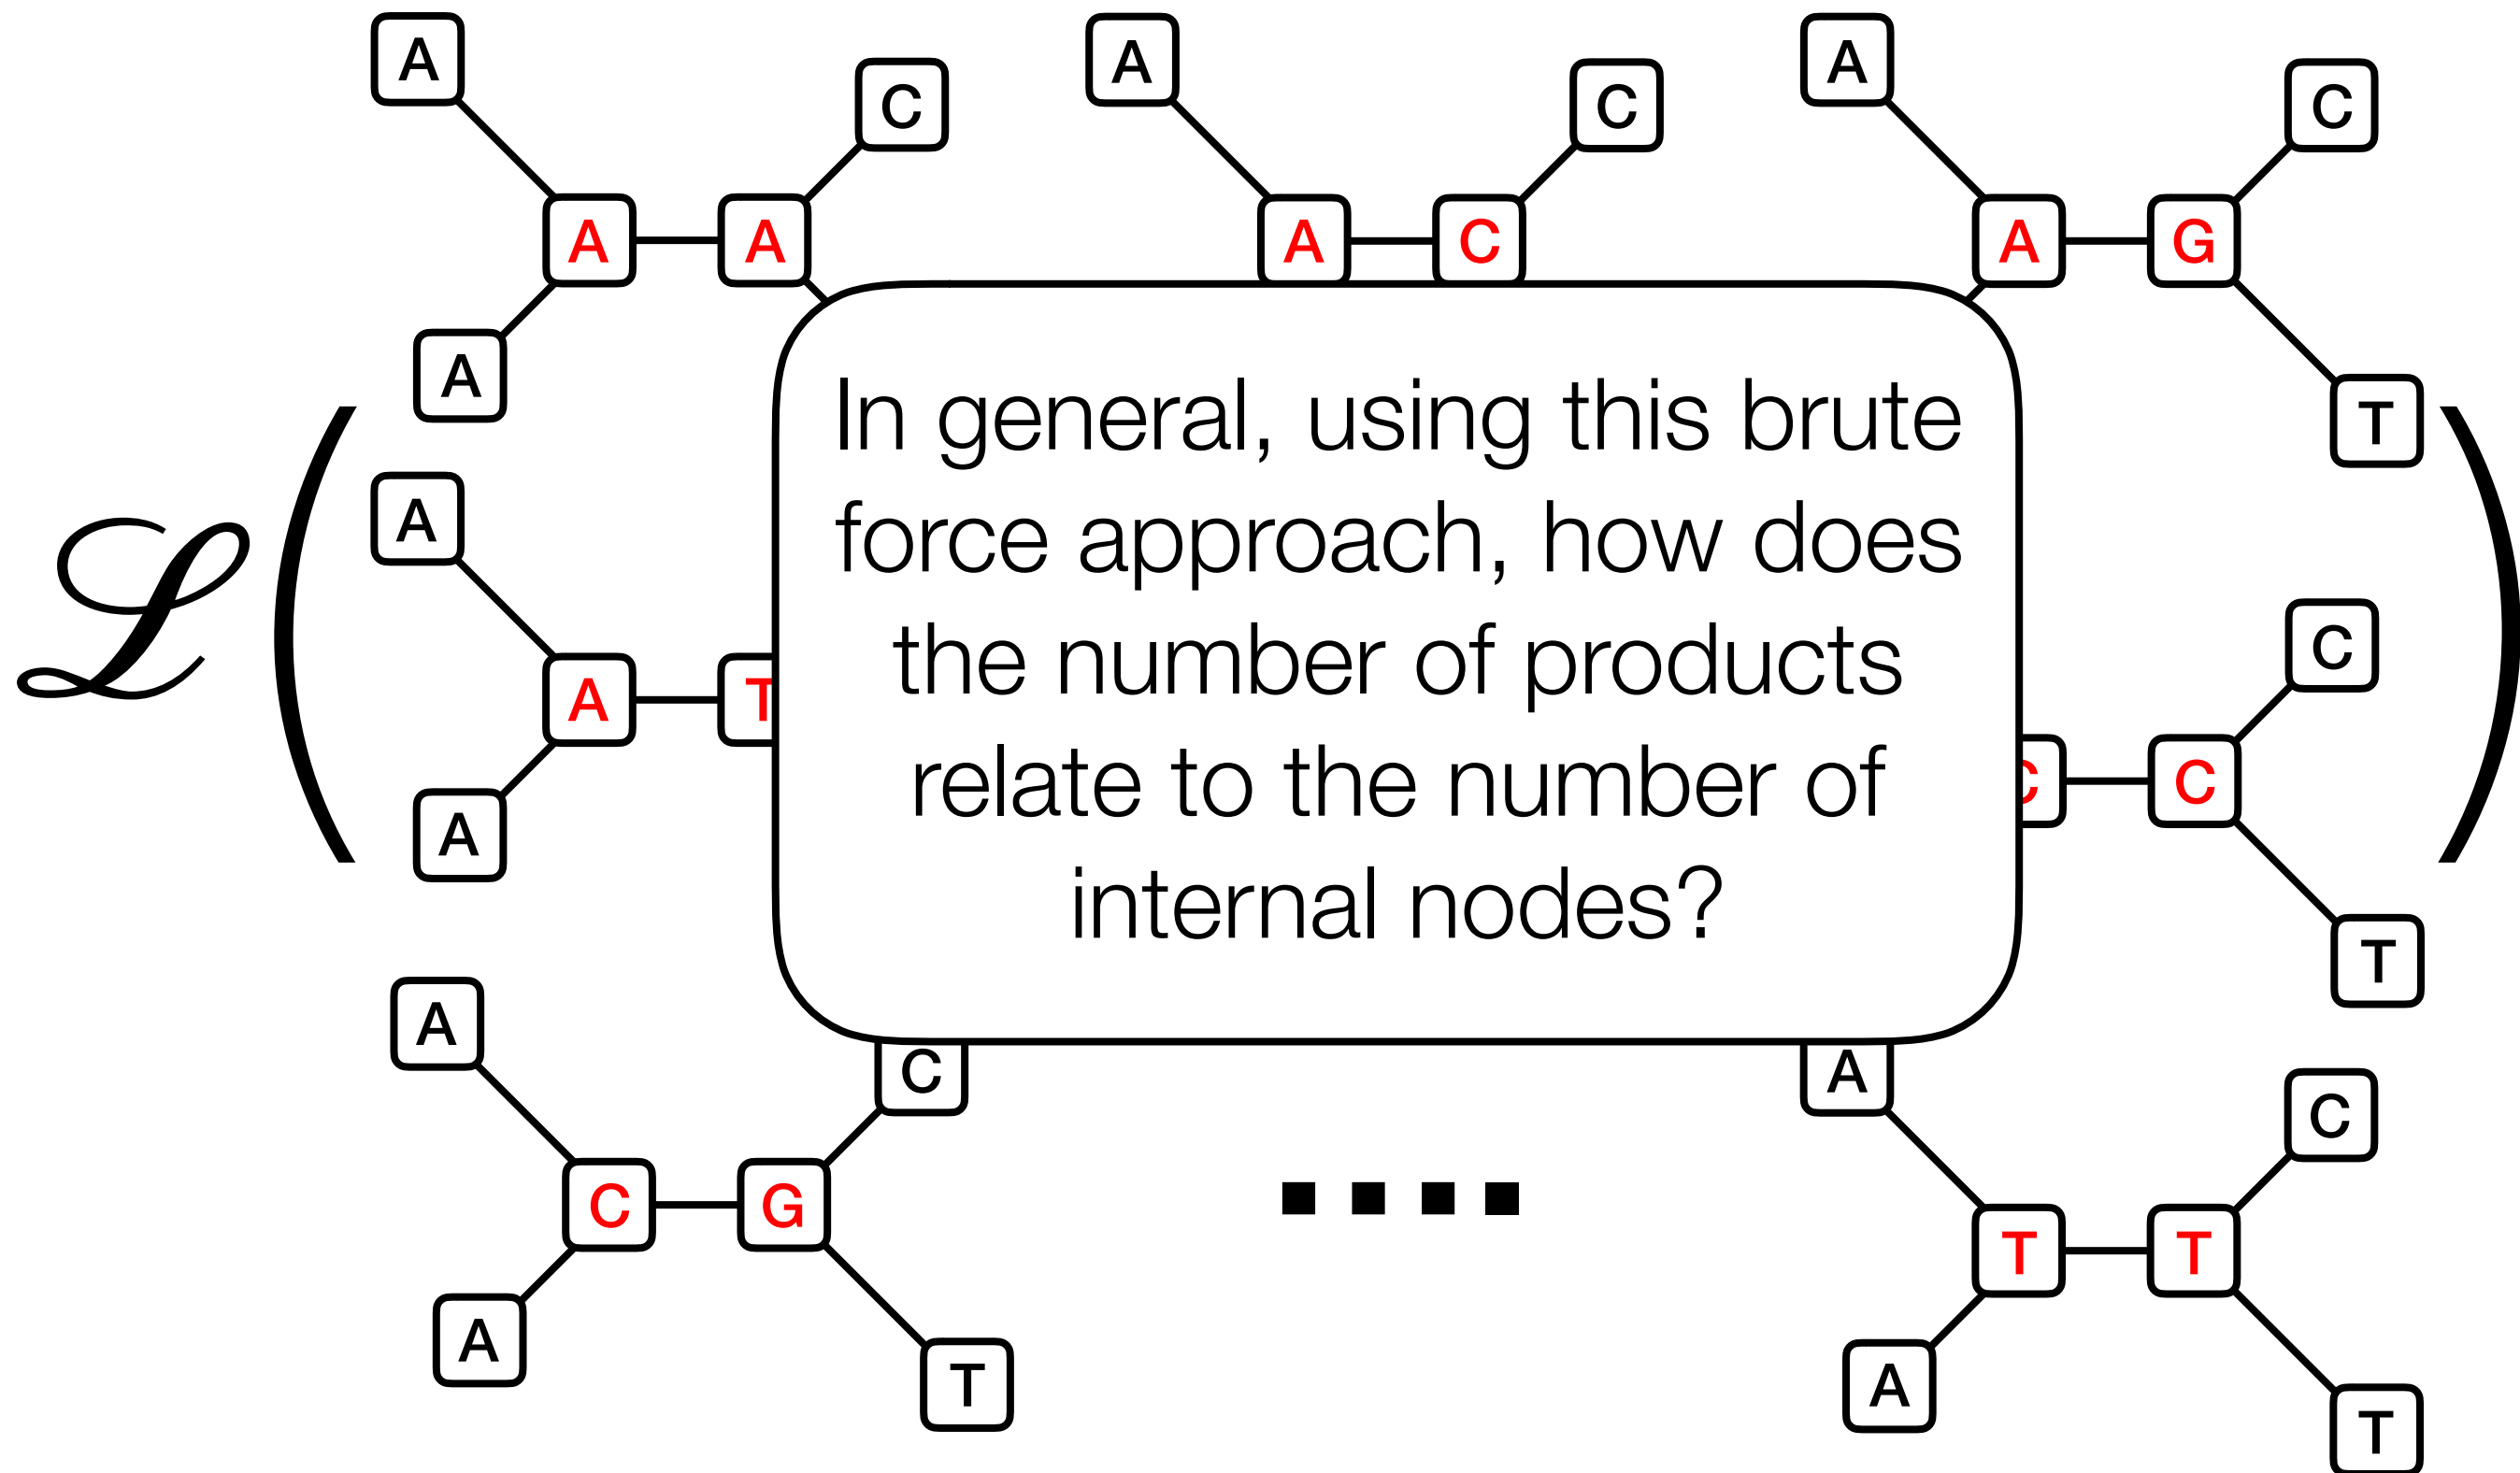 A
A
A
C
C
C
A
A
A
C
A
G
A
T
In general, using this brute
force approach, how does
the number of products
relate to the number of
internal nodes?
A
C
A
T
C
C
A
T
A
C
A
C
C
G
T
T
A
A
T
T